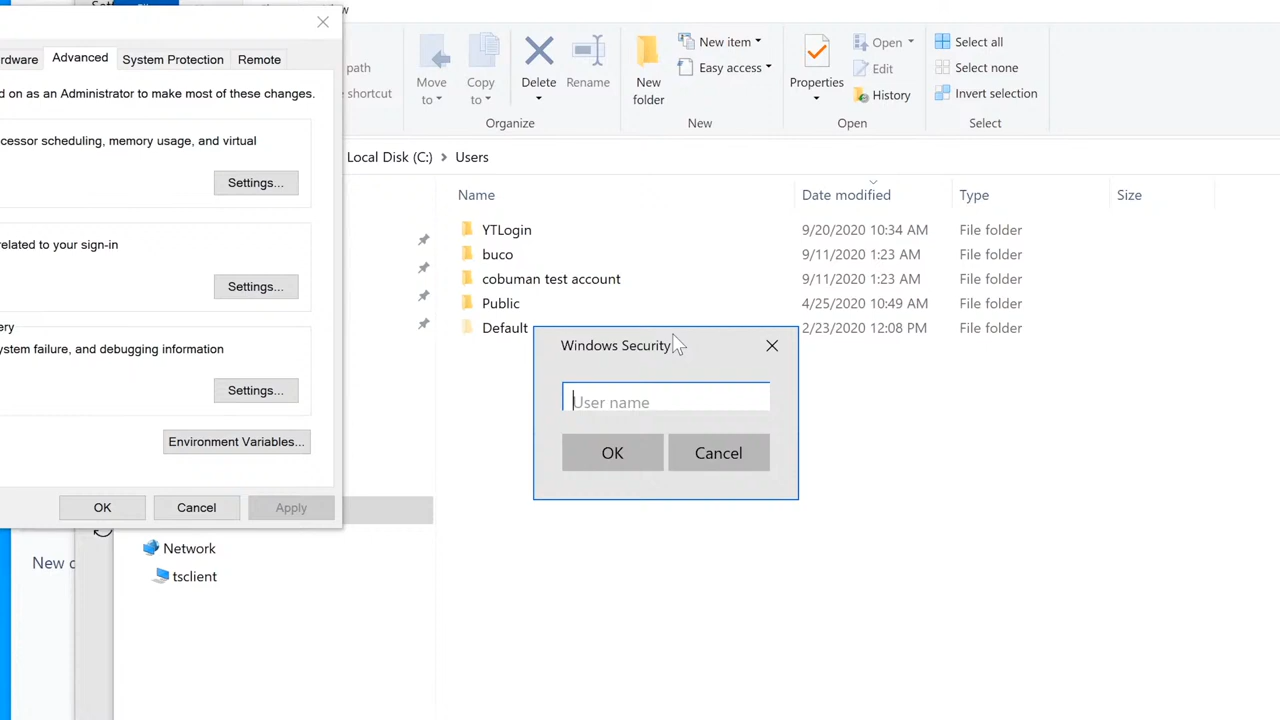 rdware Advanced System Protection Remote
d on as an Administrator to make most of these changes.
cessor scheduling, memory usage, and virtual
Settings...
related to your sign-in
Settings...
ery
ystem failure, and debugging information
Settings...
Environment Variables...
OK Cancel Apply
New
path
shortcut
Move to
Copy to
Delete
Rename
Organize
New folder
New item
Easy access
New
Properties
Open
Edit
History
Open
Select all
Select none
Invert selection
Select
Local Disk (C:) > Users
Name Date modified Type Size
YTLogin 9/20/2020 10:34 AM File folder
buco 9/11/2020 1:23 AM File folder
cobuman test account 9/11/2020 1:23 AM File folder
Public 4/25/2020 10:49 AM File folder
Default 2/23/2020 12:08 PM File folder
Windows Security
User name
OK Cancel
Network
tsclient